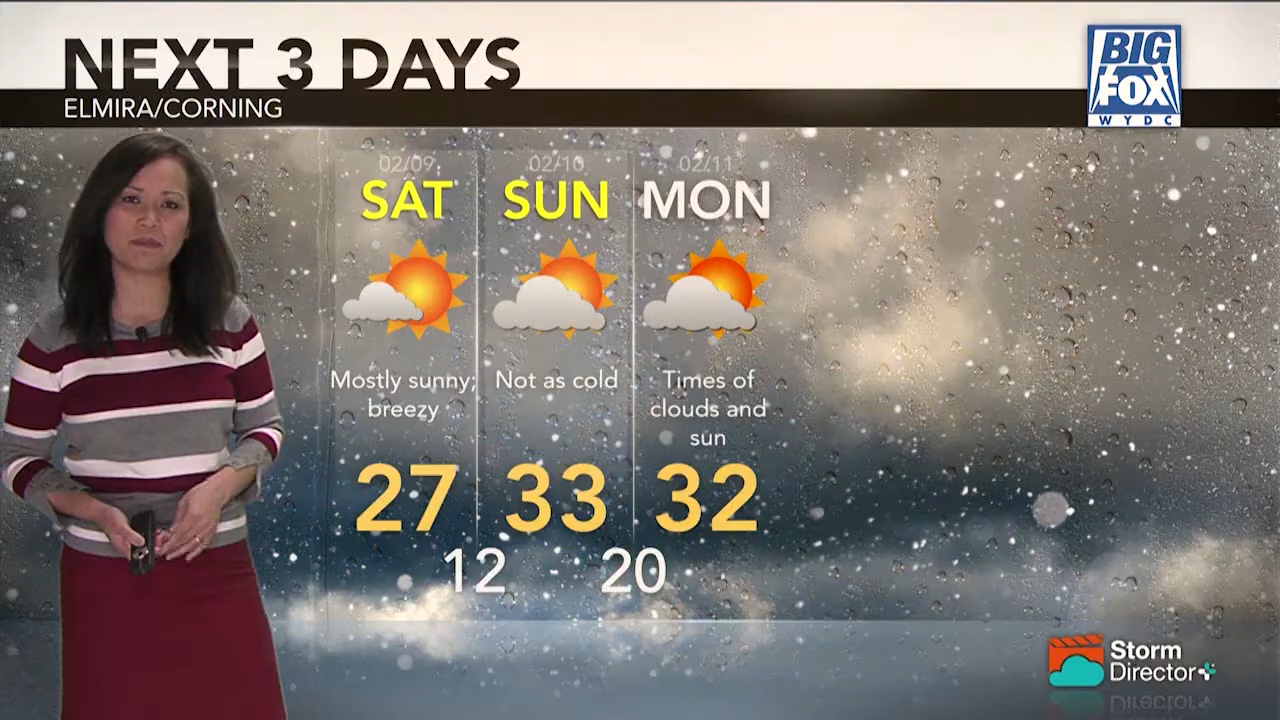 NEXT 3 DAYS
ELMIRA/CORNING
BIG
FOX
WYDC
02/09
SAT
Mostly sunny;
breezy
27
02/10
SUN
Not as cold
33
02/11
MON
Times of
clouds and
sun
32
12
20
Storm
Director+